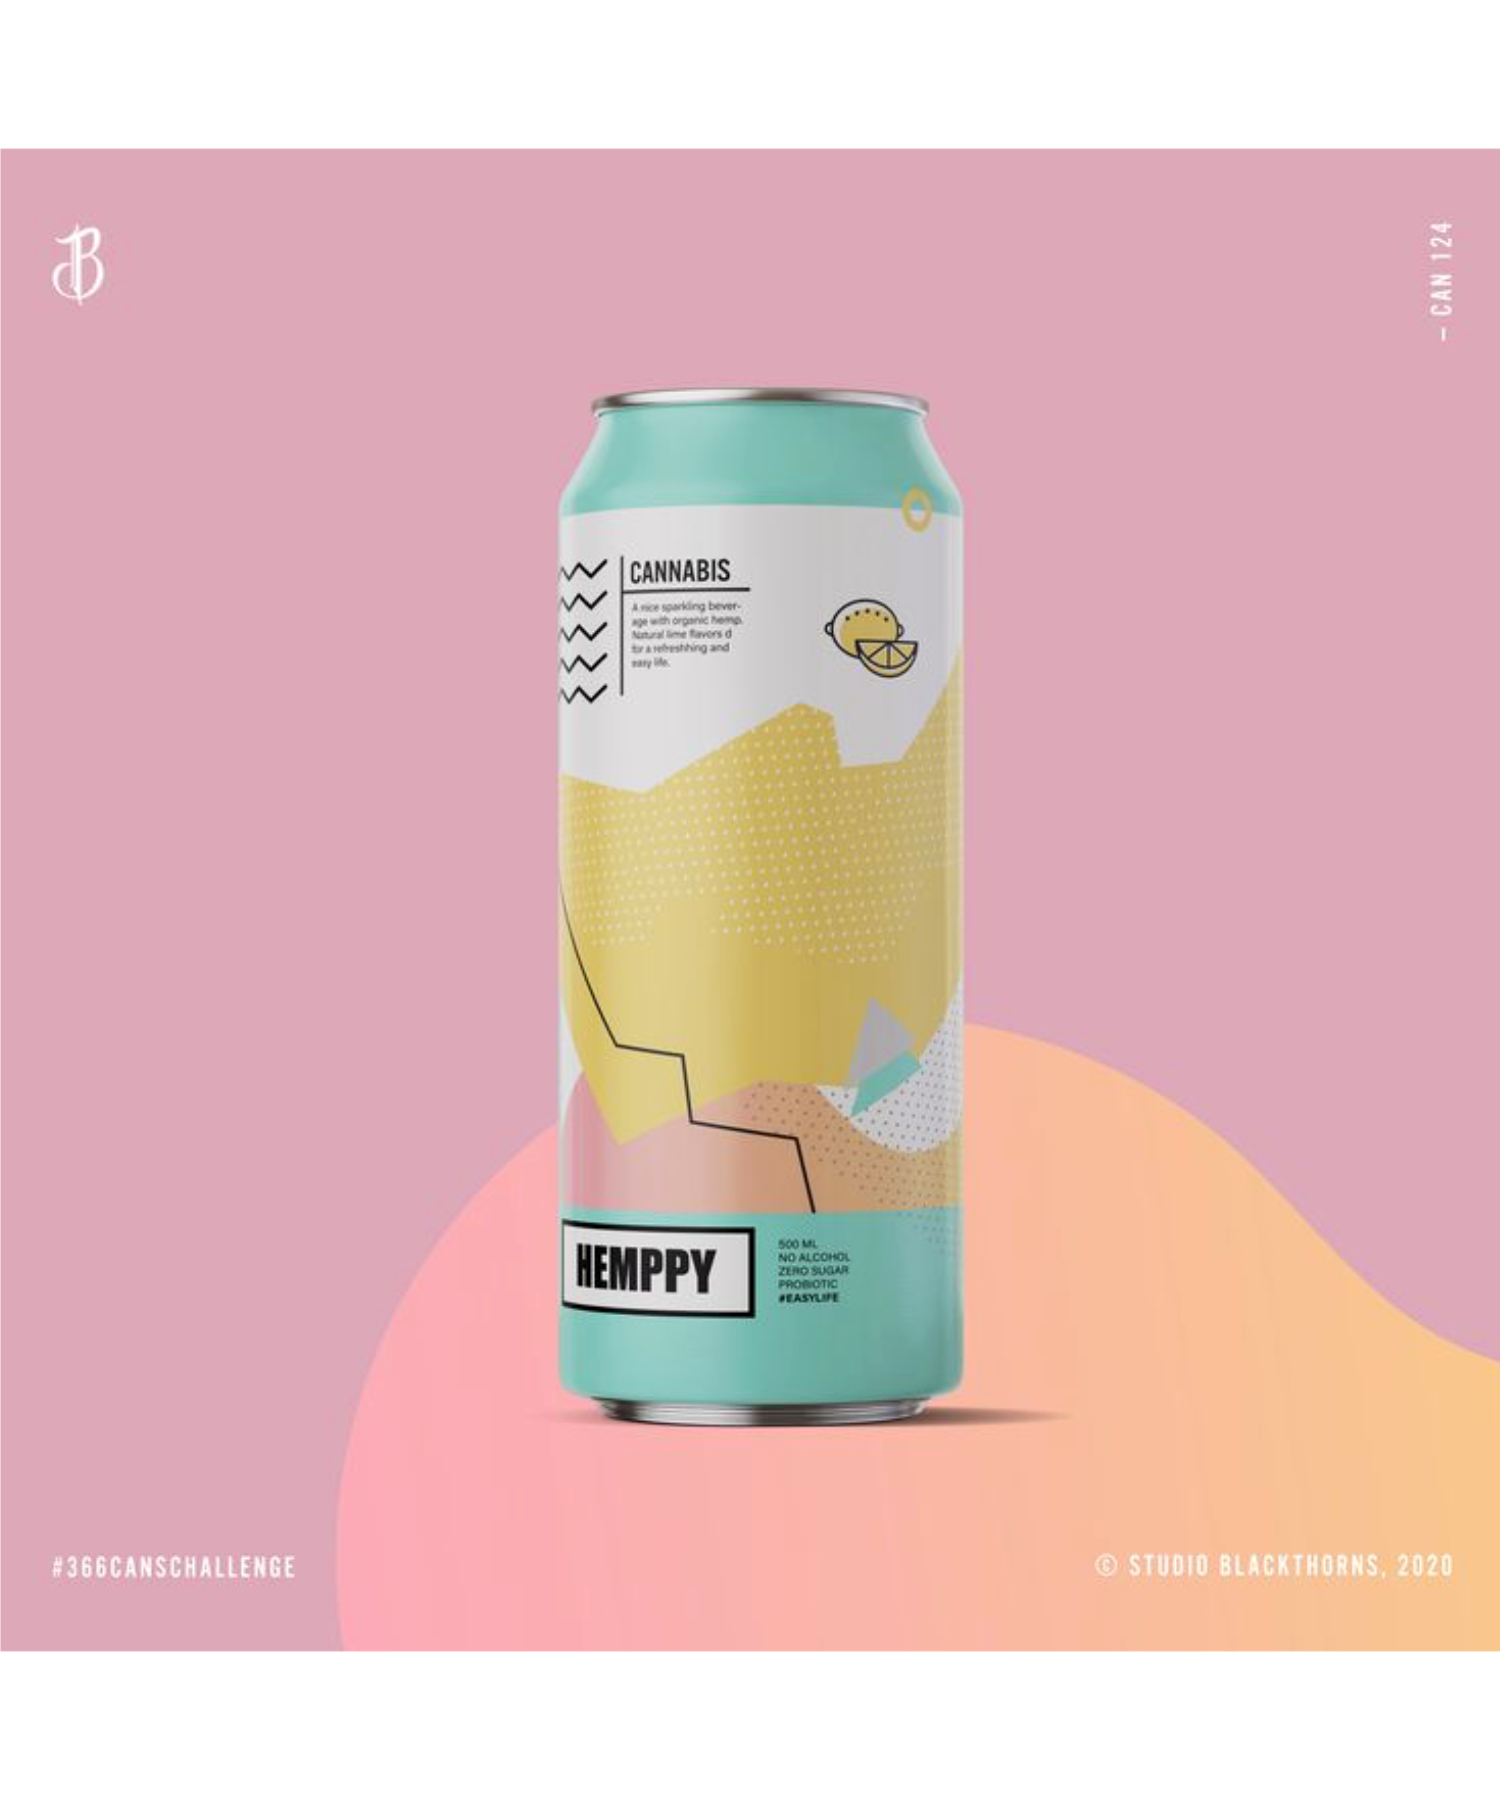 B
– CAN 124
CANNABIS
A nice sparkling bever-
age with organic hemp.
Natural lime flavors d
for a refreshhing and
easy life.
HEMPPY
500 ML
NO ALCOHOL
ZERO SUGAR
PROBIOTIC
#EASYLIFE
#366CANSCHALLENGE
© STUDIO BLACKTHORNS, 2020